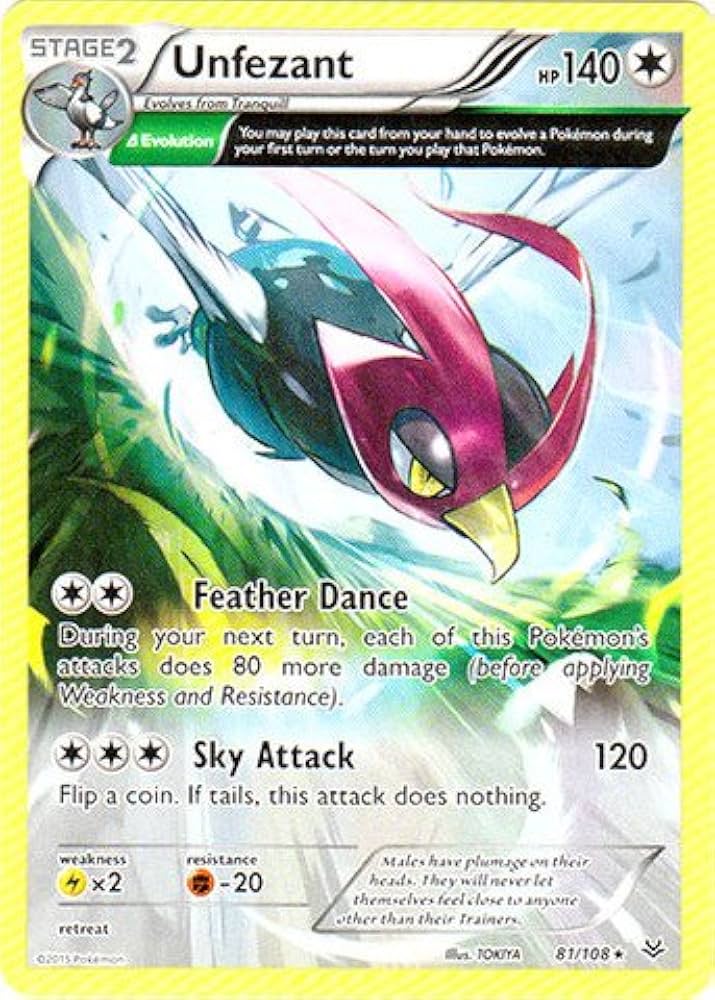 STAGE2
Unfezant
HP140
Evolves from Tranquill
Δ Evolution
You may play this card from your hand to evolve a Pokémon during
your first turn or the turn you play that Pokémon.
Feather Dance
During your next turn, each of this Pokémon's
attacks does 80 more damage (before applying
Weakness and Resistance).
Sky Attack 120
Flip a coin. If tails, this attack does nothing.
weakness
×2
resistance
-20
retreat
Males have plumage on their
heads. They will never let
themselves feel close to anyone
other than their Trainers.
©2015 Pokémon
Illus. TOKIYA
81/108 ★